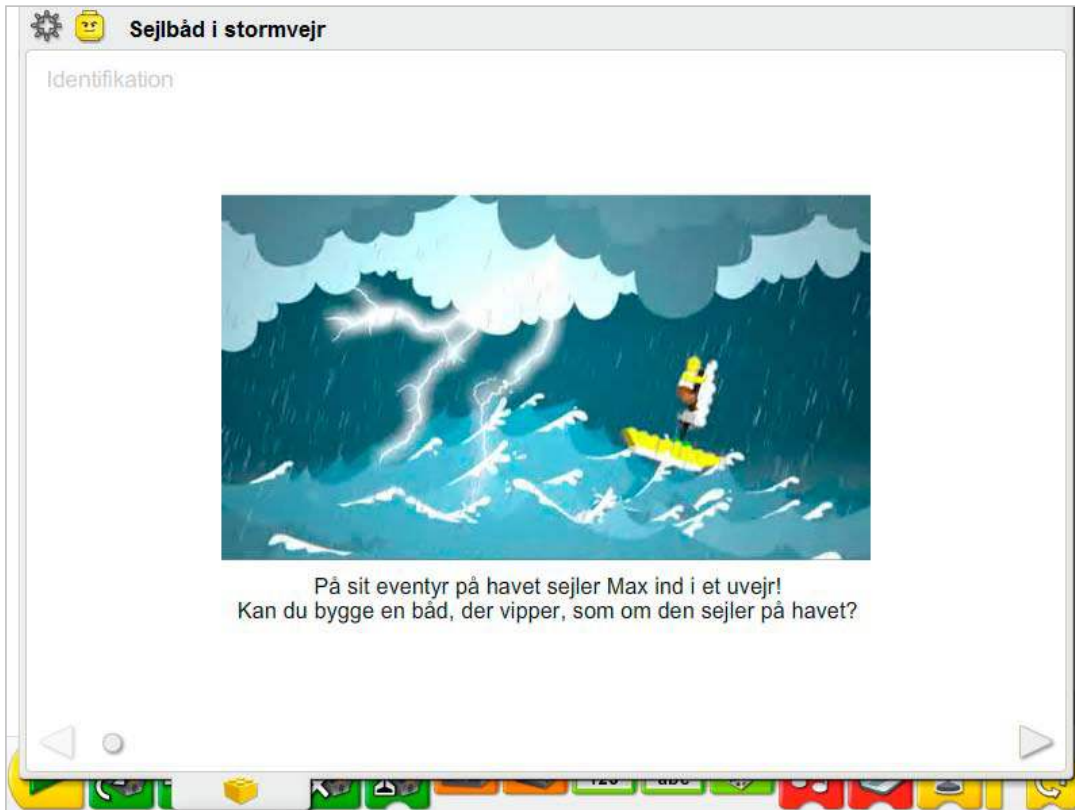 Sejlbåd i stormvejr
Identifikation
På sit eventyr på havet sejler Max ind i et uvejr!
Kan du bygge en båd, der vipper, som om den sejler på havet?